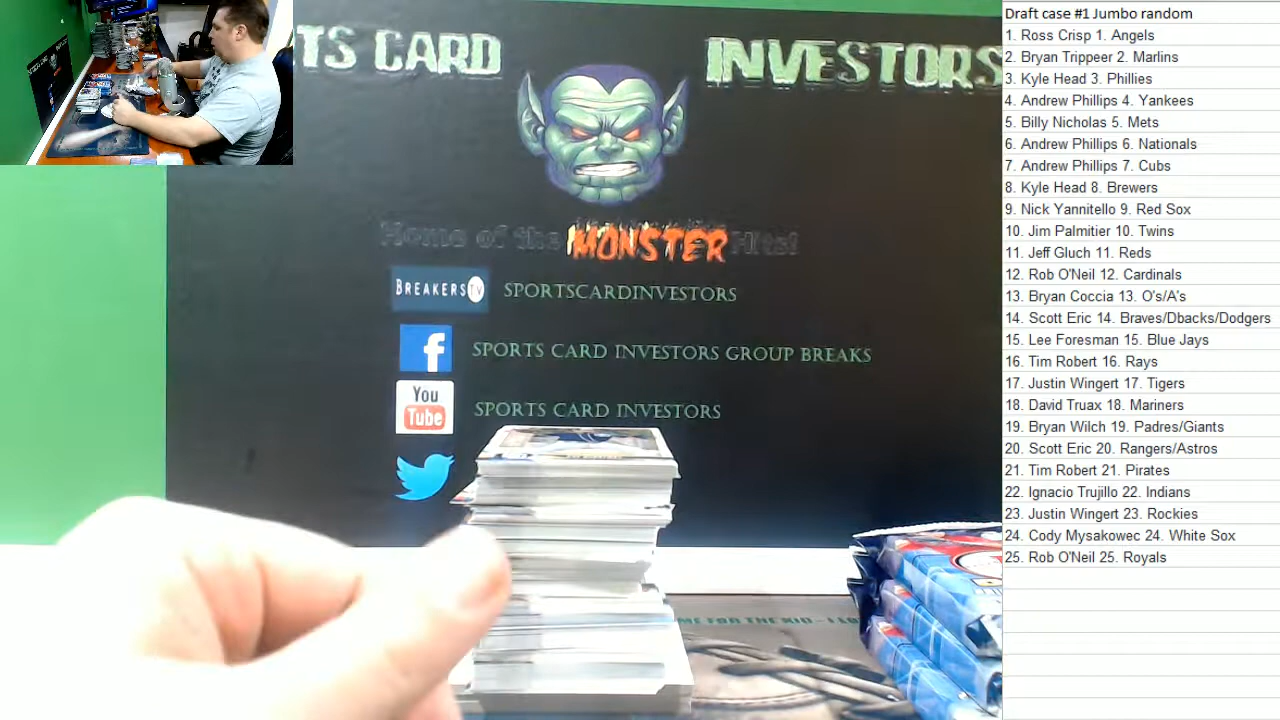 TS CARD INVESTORS
Home of the MONSTER Hits!
BREAKERSTV SPORTSCARDINVESTORS
f SPORTS CARD INVESTORS GROUP BREAKS
You Tube SPORTS CARD INVESTORS
Draft case #1 Jumbo random
1. Ross Crisp 1. Angels
2. Bryan Trippeer 2. Marlins
3. Kyle Head 3. Phillies
4. Andrew Phillips 4. Yankees
5. Billy Nicholas 5. Mets
6. Andrew Phillips 6. Nationals
7. Andrew Phillips 7. Cubs
8. Kyle Head 8. Brewers
9. Nick Yannitello 9. Red Sox
10. Jim Palmitier 10. Twins
11. Jeff Gluch 11. Reds
12. Rob O'Neil 12. Cardinals
13. Bryan Coccia 13. O's/A's
14. Scott Eric 14. Braves/Dbacks/Dodgers
15. Lee Foresman 15. Blue Jays
16. Tim Robert 16. Rays
17. Justin Wingert 17. Tigers
18. David Truax 18. Mariners
19. Bryan Wilch 19. Padres/Giants
20. Scott Eric 20. Rangers/Astros
21. Tim Robert 21. Pirates
22. Ignacio Trujillo 22. Indians
23. Justin Wingert 23. Rockies
24. Cody Mysakowec 24. White Sox
25. Rob O'Neil 25. Royals